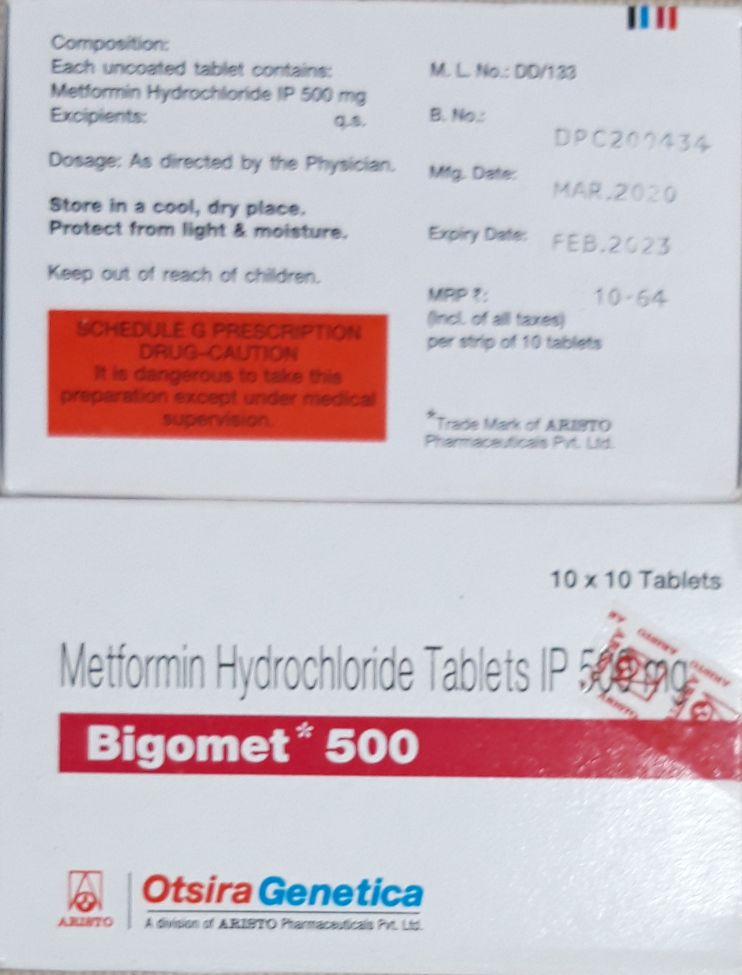 Composition:
Each uncoated tablet contains:
Metformin Hydrochloride IP 500 mg
Excipients: q.s.
Dosage: As directed by the Physician.
Store in a cool, dry place.
Protect from light & moisture.
Keep out of reach of children.
SCHEDULE G PRESCRIPTION
DRUG-CAUTION
It is dangerous to take this
preparation except under medical
supervision.
M. L. No.: DD/133
B. No.:
DPC200434
Mfg. Date:
MAR.2020
Expiry Date: FEB.2023
MRP ₹: 10-64
(Incl. of all taxes)
per strip of 10 tablets
*Trade Mark of ARISTO
Pharmaceuticals Pvt. Ltd.
10 x 10 Tablets
Metformin Hydrochloride Tablets IP 500 mg
Bigomet* 500
ARISTO
Otsira Genetica
A division of ARISTO Pharmaceuticals Pvt. Ltd.